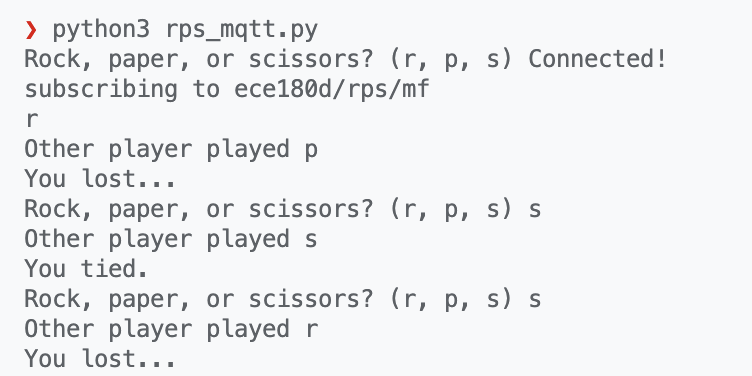 ❯ python3 rps_mqtt.py
Rock, paper, or scissors? (r, p, s) Connected!
subscribing to ece180d/rps/mf
r
Other player played p
You lost...
Rock, paper, or scissors? (r, p, s) s
Other player played s
You tied.
Rock, paper, or scissors? (r, p, s) s
Other player played r
You lost...